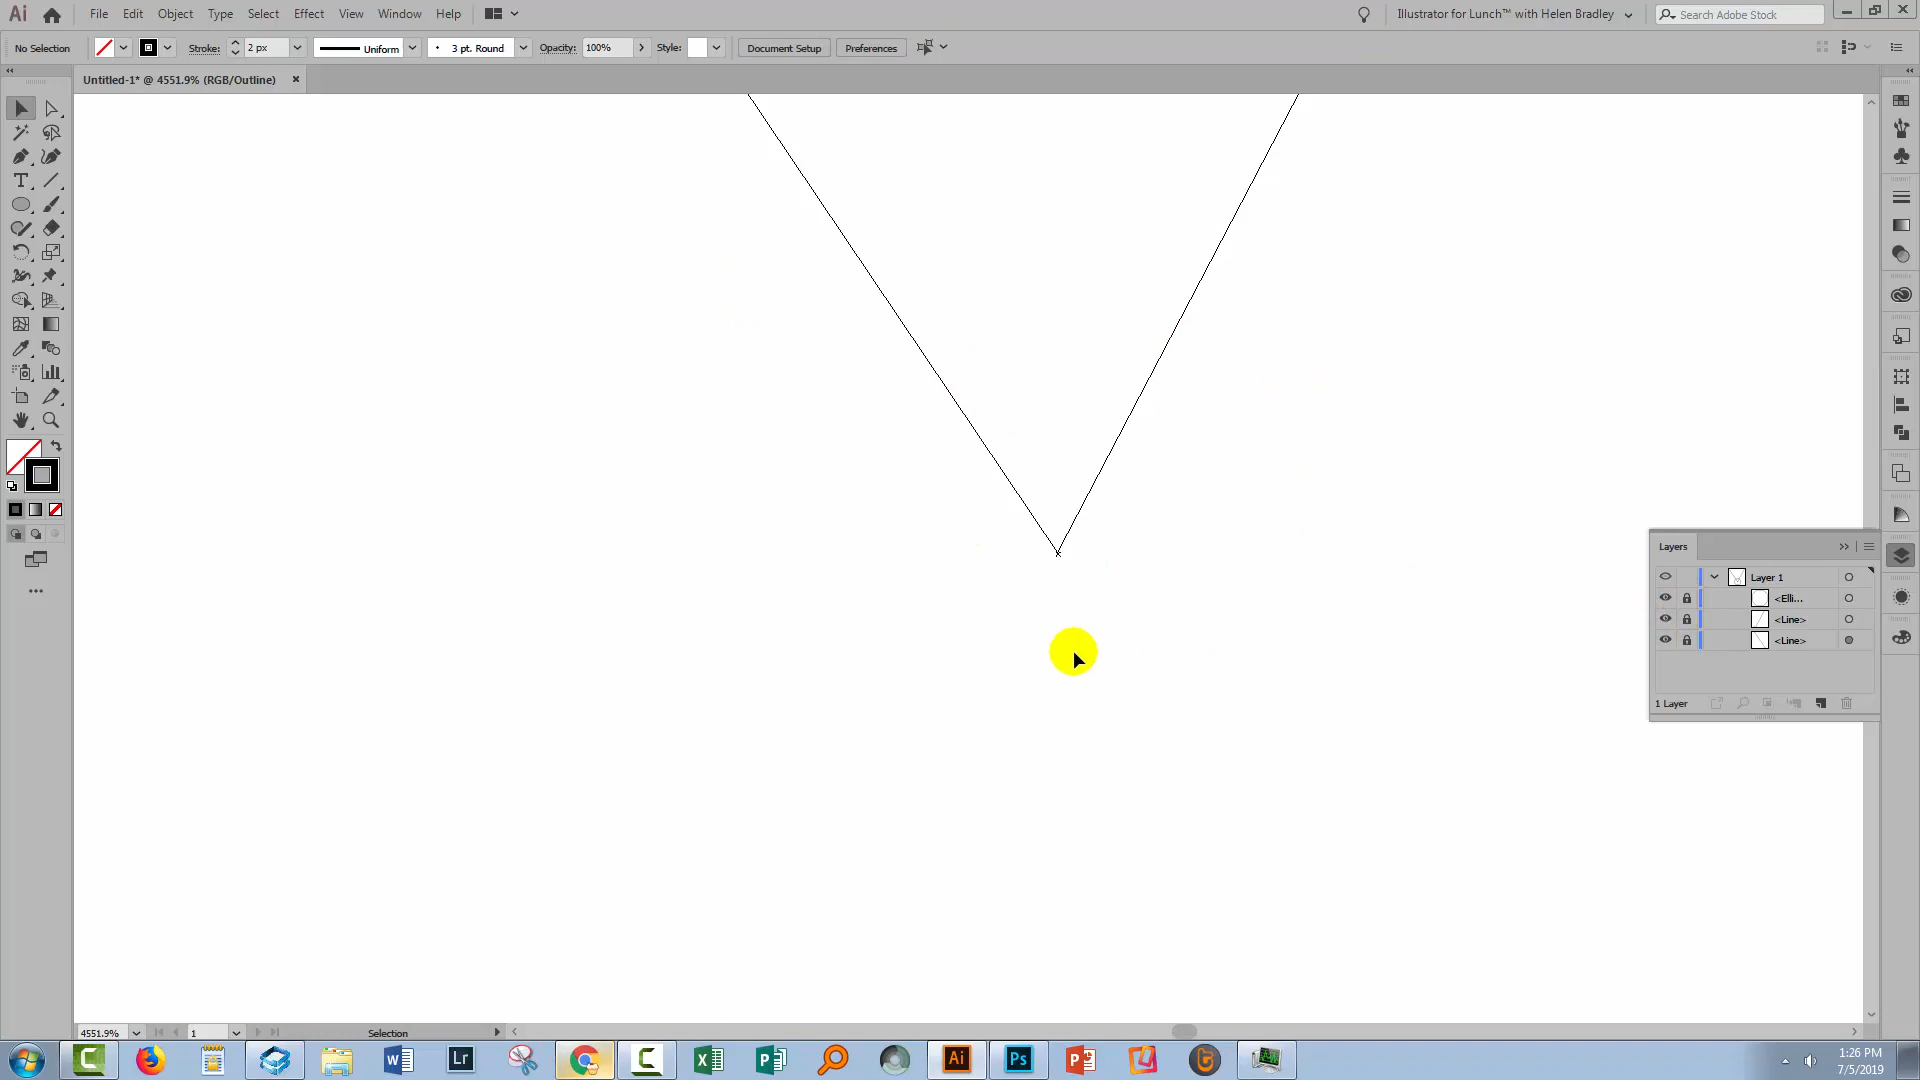 Ai File Edit Object Type Select Effect View Window Help Illustrator for Lunch™ with Helen Bradley Search Adobe Stock
No Selection Stroke: 2 px Uniform 3 pt. Round Opacity: 100% Style: Document Setup Preferences
Untitled-1* @ 4551.9% (RGB/Outline)
Layers
Layer 1
<Elli...
<Line>
<Line>
1 Layer
4551.9% 1 Selection
Lr Ai Ps
1:26 PM
7/5/2019